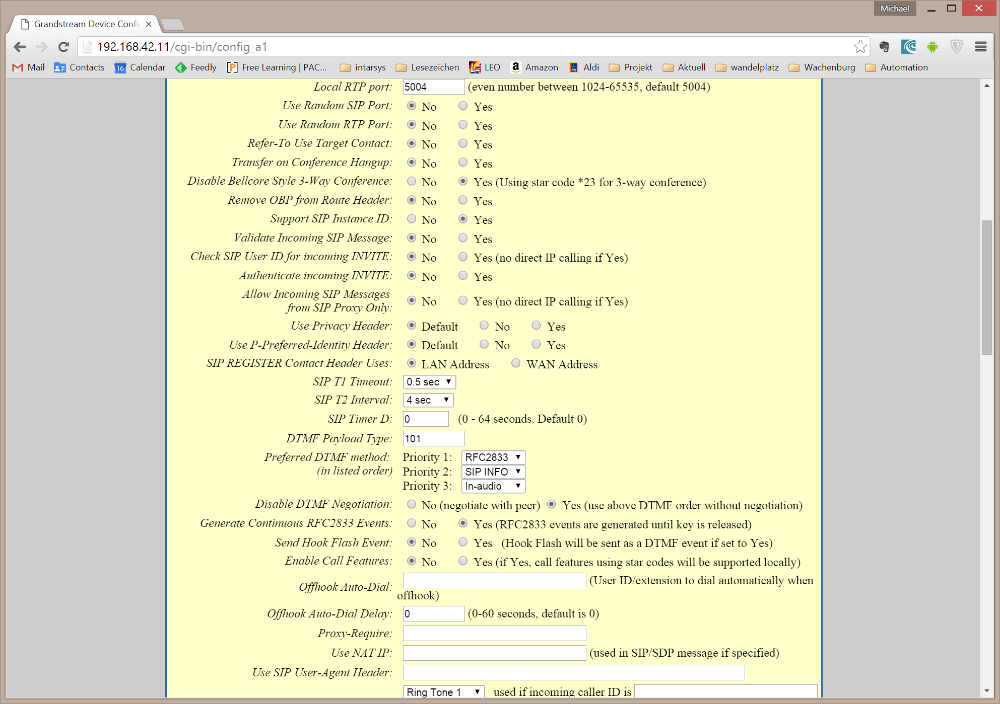 Michael
Grandstream Device Confi
192.168.42.11/cgi-bin/config_a1
Mail Contacts 16 Calendar Feedly Free Learning | PAC... intarsys Lesezeichen LEO Amazon Aldi Projekt Aktuell wandelplatz Wachenburg Automation
Local RTP port: 5004 (even number between 1024-65535, default 5004)
Use Random SIP Port: No Yes
Use Random RTP Port: No Yes
Refer-To Use Target Contact: No Yes
Transfer on Conference Hangup: No Yes
Disable Bellcore Style 3-Way Conference: No Yes (Using star code *23 for 3-way conference)
Remove OBP from Route Header: No Yes
Support SIP Instance ID: No Yes
Validate Incoming SIP Message: No Yes
Check SIP User ID for incoming INVITE: No Yes (no direct IP calling if Yes)
Authenticate incoming INVITE: No Yes
Allow Incoming SIP Messages
from SIP Proxy Only: No Yes (no direct IP calling if Yes)
Use Privacy Header: Default No Yes
Use P-Preferred-Identity Header: Default No Yes
SIP REGISTER Contact Header Uses: LAN Address WAN Address
SIP T1 Timeout: 0.5 sec
SIP T2 Interval: 4 sec
SIP Timer D: 0 (0 - 64 seconds. Default 0)
DTMF Payload Type: 101
Preferred DTMF method: Priority 1: RFC2833
(in listed order) Priority 2: SIP INFO
Priority 3: In-audio
Disable DTMF Negotiation: No (negotiate with peer) Yes (use above DTMF order without negotiation)
Generate Continuous RFC2833 Events: No Yes (RFC2833 events are generated until key is released)
Send Hook Flash Event: No Yes (Hook Flash will be sent as a DTMF event if set to Yes)
Enable Call Features: No Yes (if Yes, call features using star codes will be supported locally)
Offhook Auto-Dial: (User ID/extension to dial automatically when
offhook)
Offhook Auto-Dial Delay: 0 (0-60 seconds, default is 0)
Proxy-Require:
Use NAT IP: (used in SIP/SDP message if specified)
Use SIP User-Agent Header:
Ring Tone 1 used if incoming caller ID is